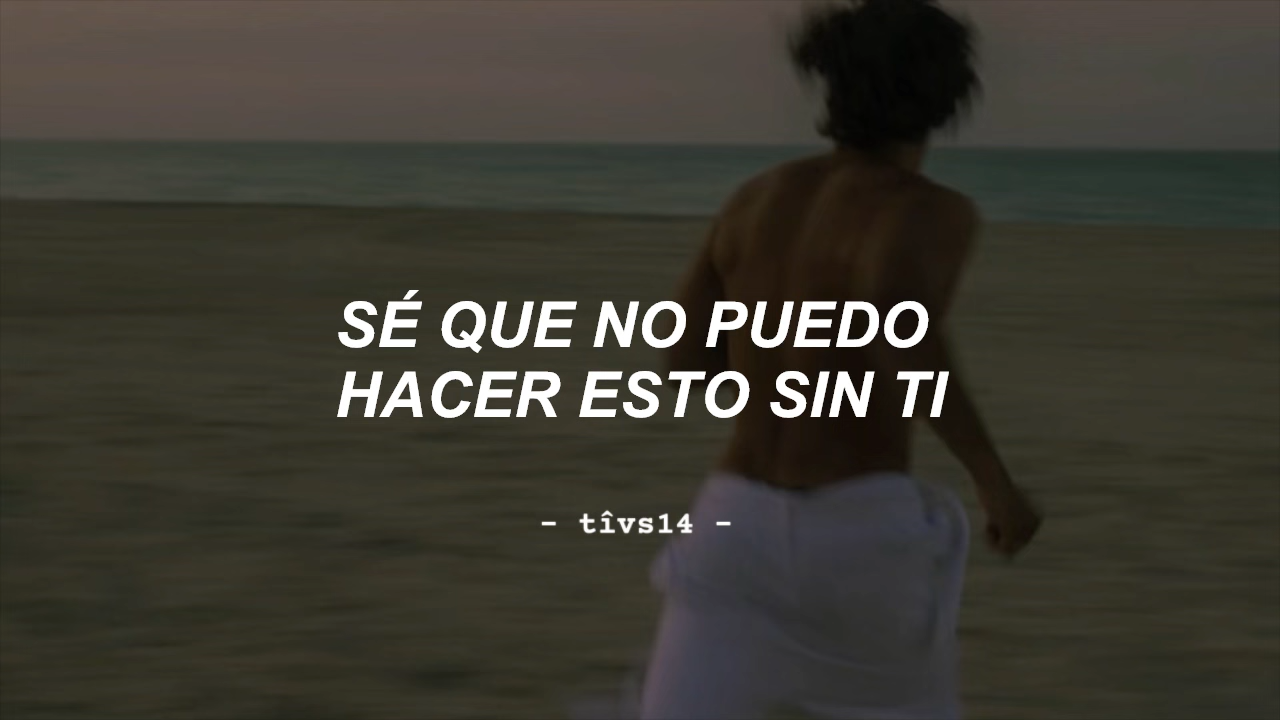 SÉ QUE NO PUEDO
HACER ESTO SIN TI
- tîvs14 -